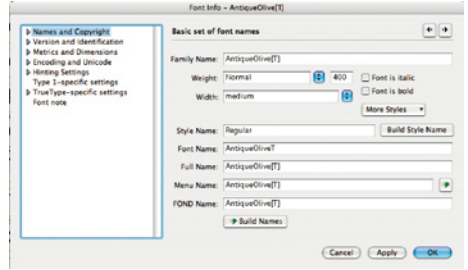 Font Info - AntiqueOlive[T]
Names and Copyright
Version and Identification
Metrics and Dimensions
Encoding and Unicode
Hinting Settings
Type 1-specific settings
TrueType-specific settings
Font note
Basic set of font names
Family Name: AntiqueOlive[T]
Weight: Normal 400 Font is italic
Width: medium Font is bold
More Styles
Style Name: Regular Build Style Name
Font Name: AntiqueOliveT
Full Name: AntiqueOlive[T]
Menu Name: AntiqueOlive[T]
FOND Name: AntiqueOlive[T]
Build Names
Cancel Apply OK